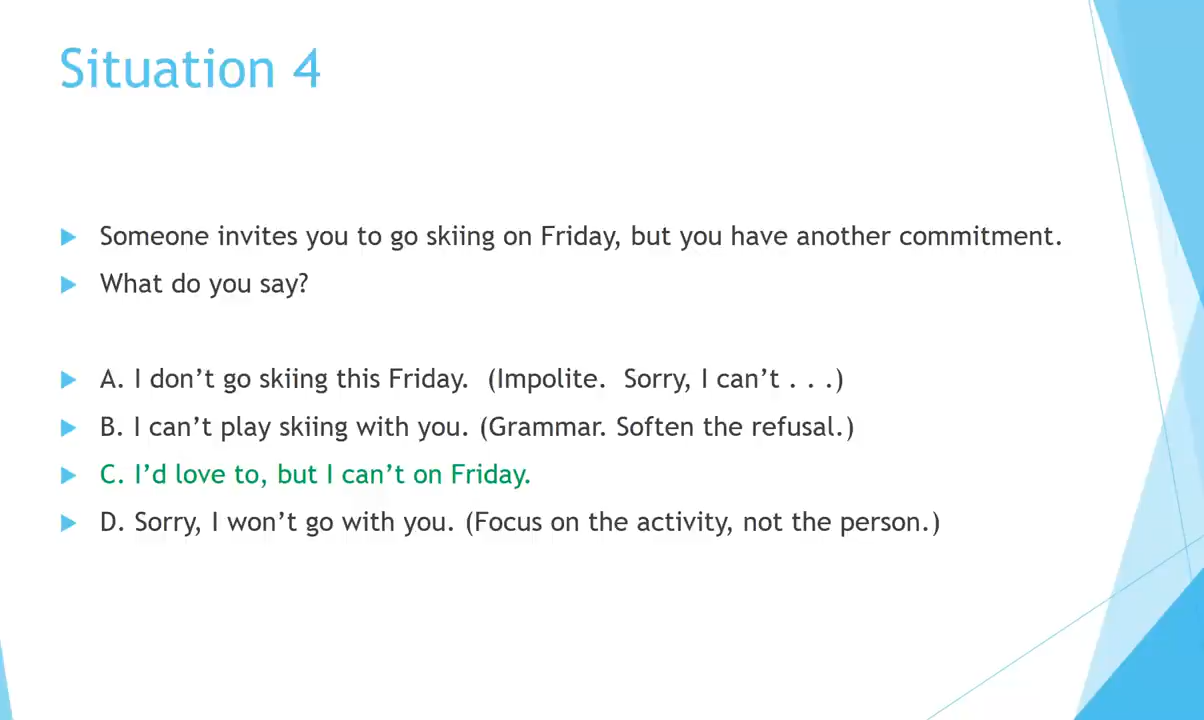 Situation 4
Someone invites you to go skiing on Friday, but you have another commitment.
What do you say?
A. I don’t go skiing this Friday.  (Impolite.  Sorry, I can’t . . .)
B. I can’t play skiing with you. (Grammar. Soften the refusal.)
C. I’d love to, but I can’t on Friday.
D. Sorry, I won’t go with you. (Focus on the activity, not the person.)